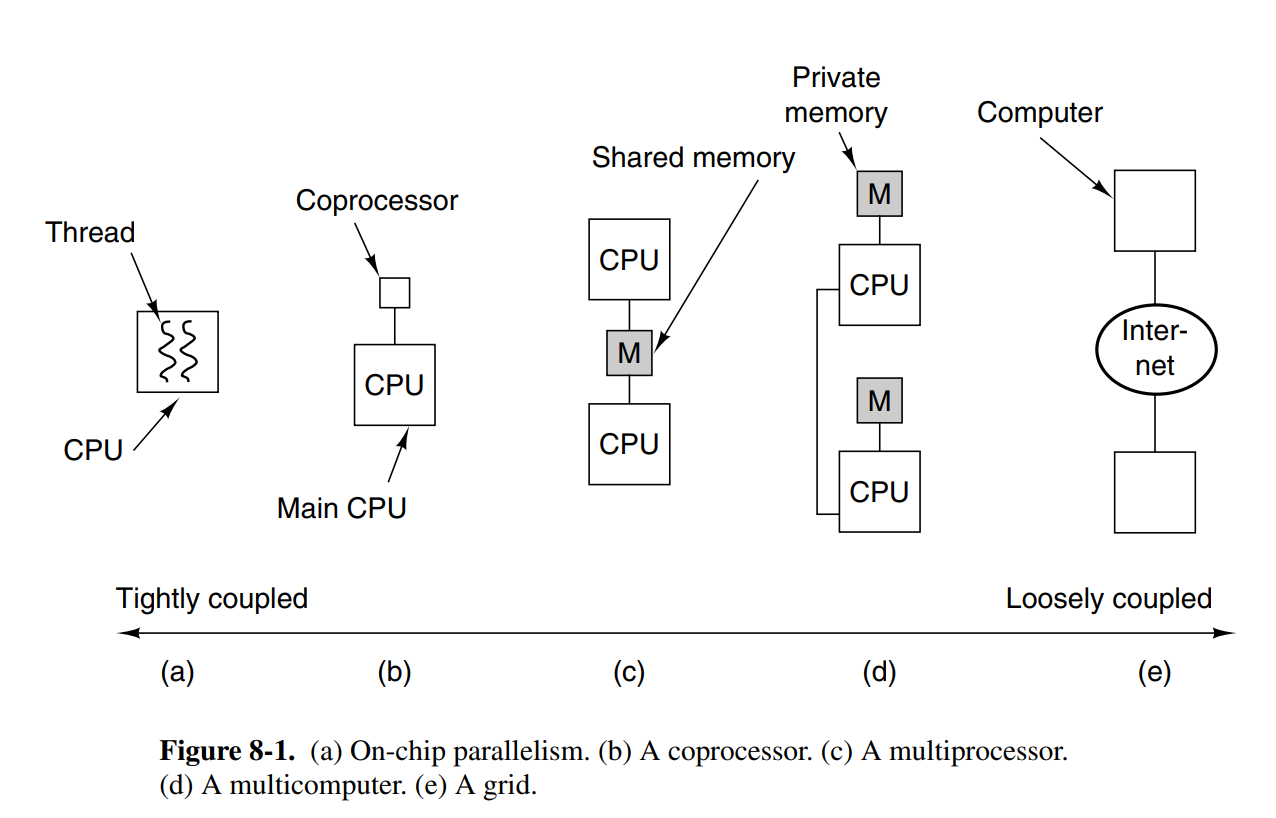 Thread
CPU
Coprocessor
CPU
Main CPU
Shared memory
CPU
M
CPU
Private
memory
M
CPU
M
CPU
Computer
Inter-
net
Tightly coupled
Loosely coupled
(a)
(b)
(c)
(d)
(e)
Figure 8-1. (a) On-chip parallelism. (b) A coprocessor. (c) A multiprocessor.
(d) A multicomputer. (e) A grid.